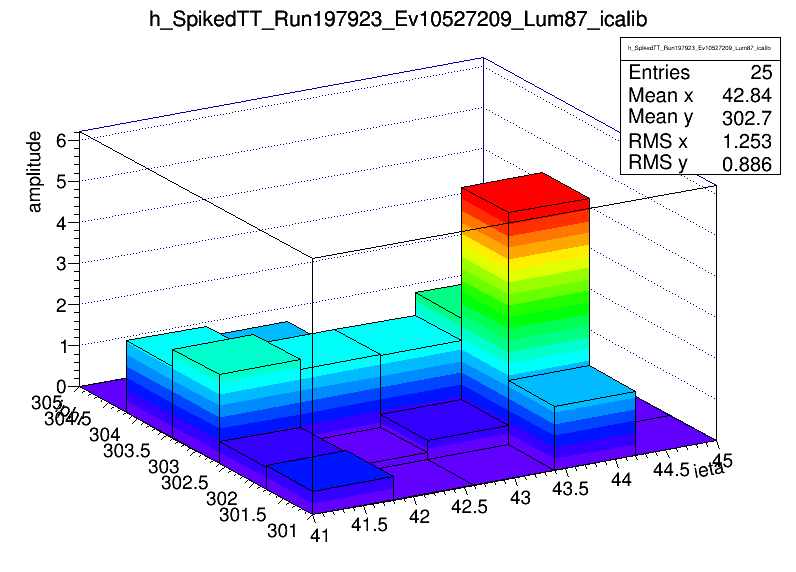 h_SpikedTT_Run197923_Ev10527209_Lum87_icalib
h_SpikedTT_Run197923_Ev10527209_Lum87_icalib
Entries 25
Mean x 42.84
Mean y 302.7
RMS x 1.253
RMS y 0.886
amplitude
6
5
4
3
2
1
0
305
304.5
304
303.5
303
302.5
302
301.5
301
41
41.5
42
42.5
43
43.5
44
44.5
45
ieta